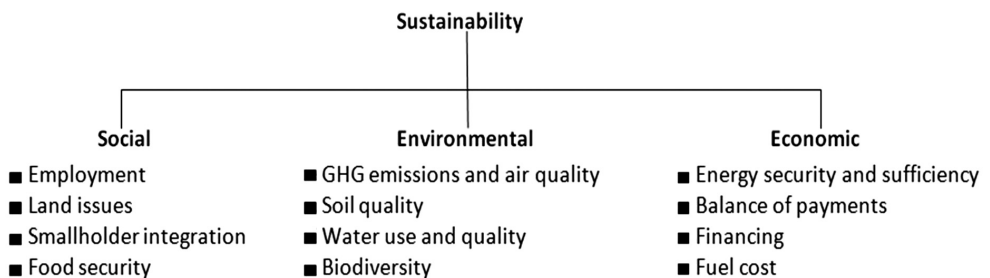 Sustainability
Social
■ Employment
■ Land issues
■ Smallholder integration
■ Food security
Environmental
■ GHG emissions and air quality
■ Soil quality
■ Water use and quality
■ Biodiversity
Economic
■ Energy security and sufficiency
■ Balance of payments
■ Financing
■ Fuel cost